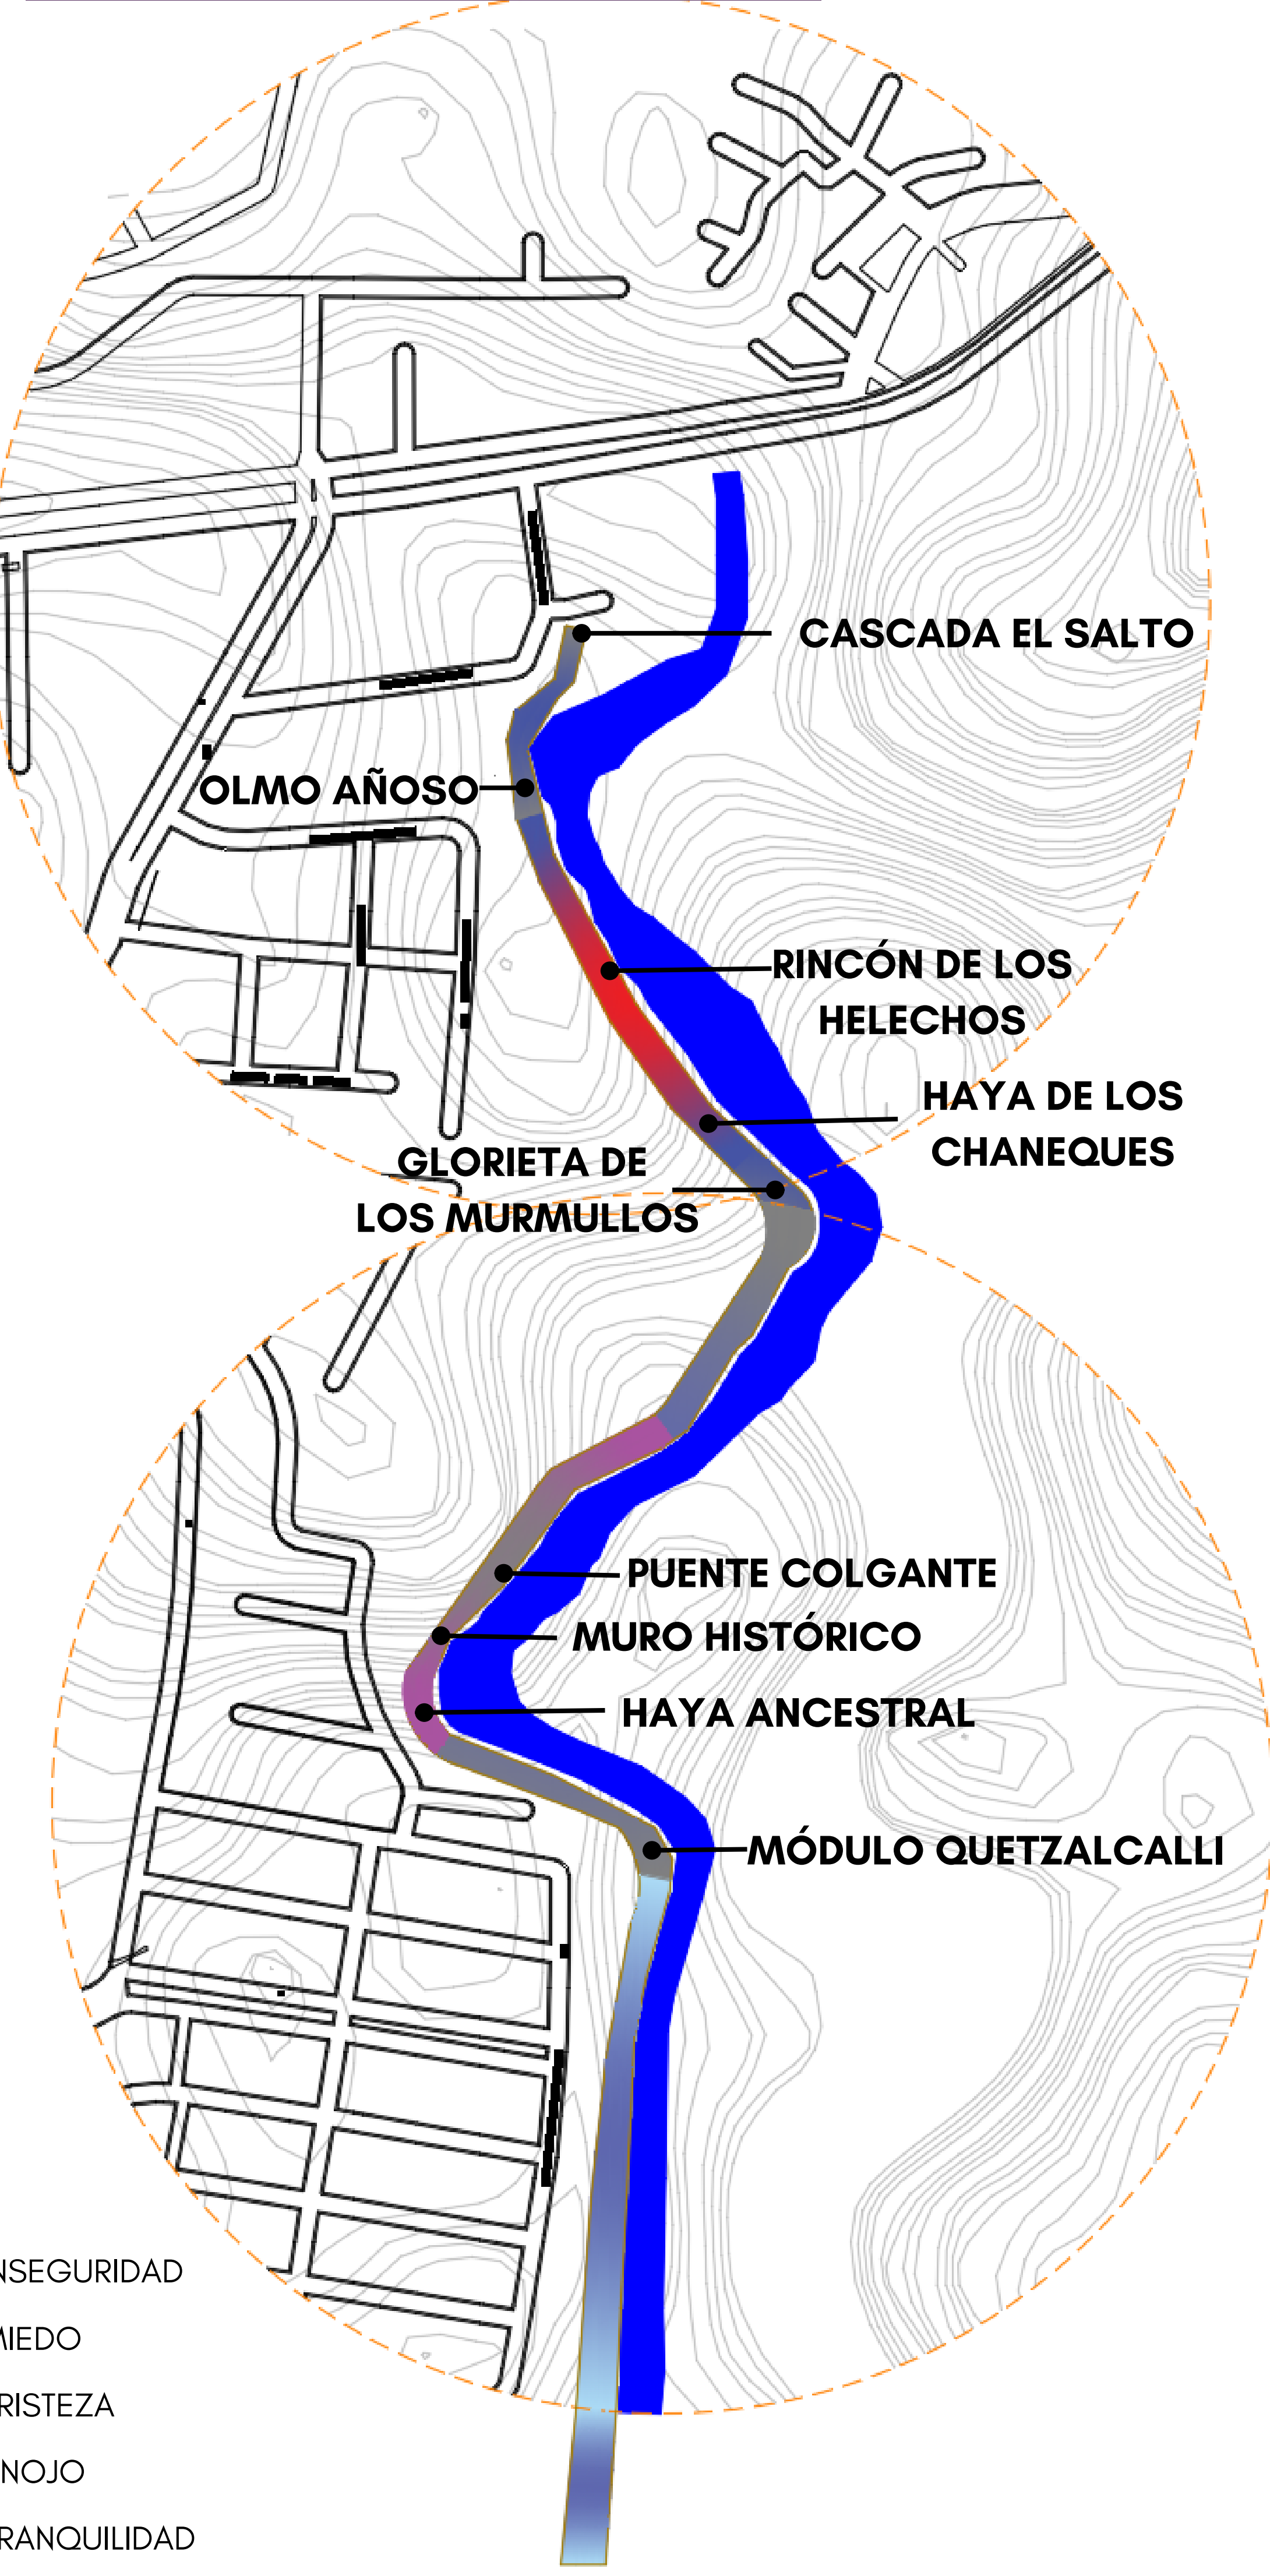 CASCADA EL SALTO
OLMO AÑOSO
RINCÓN DE LOS
HELECHOS
HAYA DE LOS
CHANEQUES
GLORIETA DE
LOS MURMULLOS
PUENTE COLGANTE
MURO HISTÓRICO
HAYA ANCESTRAL
MÓDULO QUETZALCALLI
NSEGURIDAD
MIEDO
RISTEZA
NOJO
RANQUILIDAD